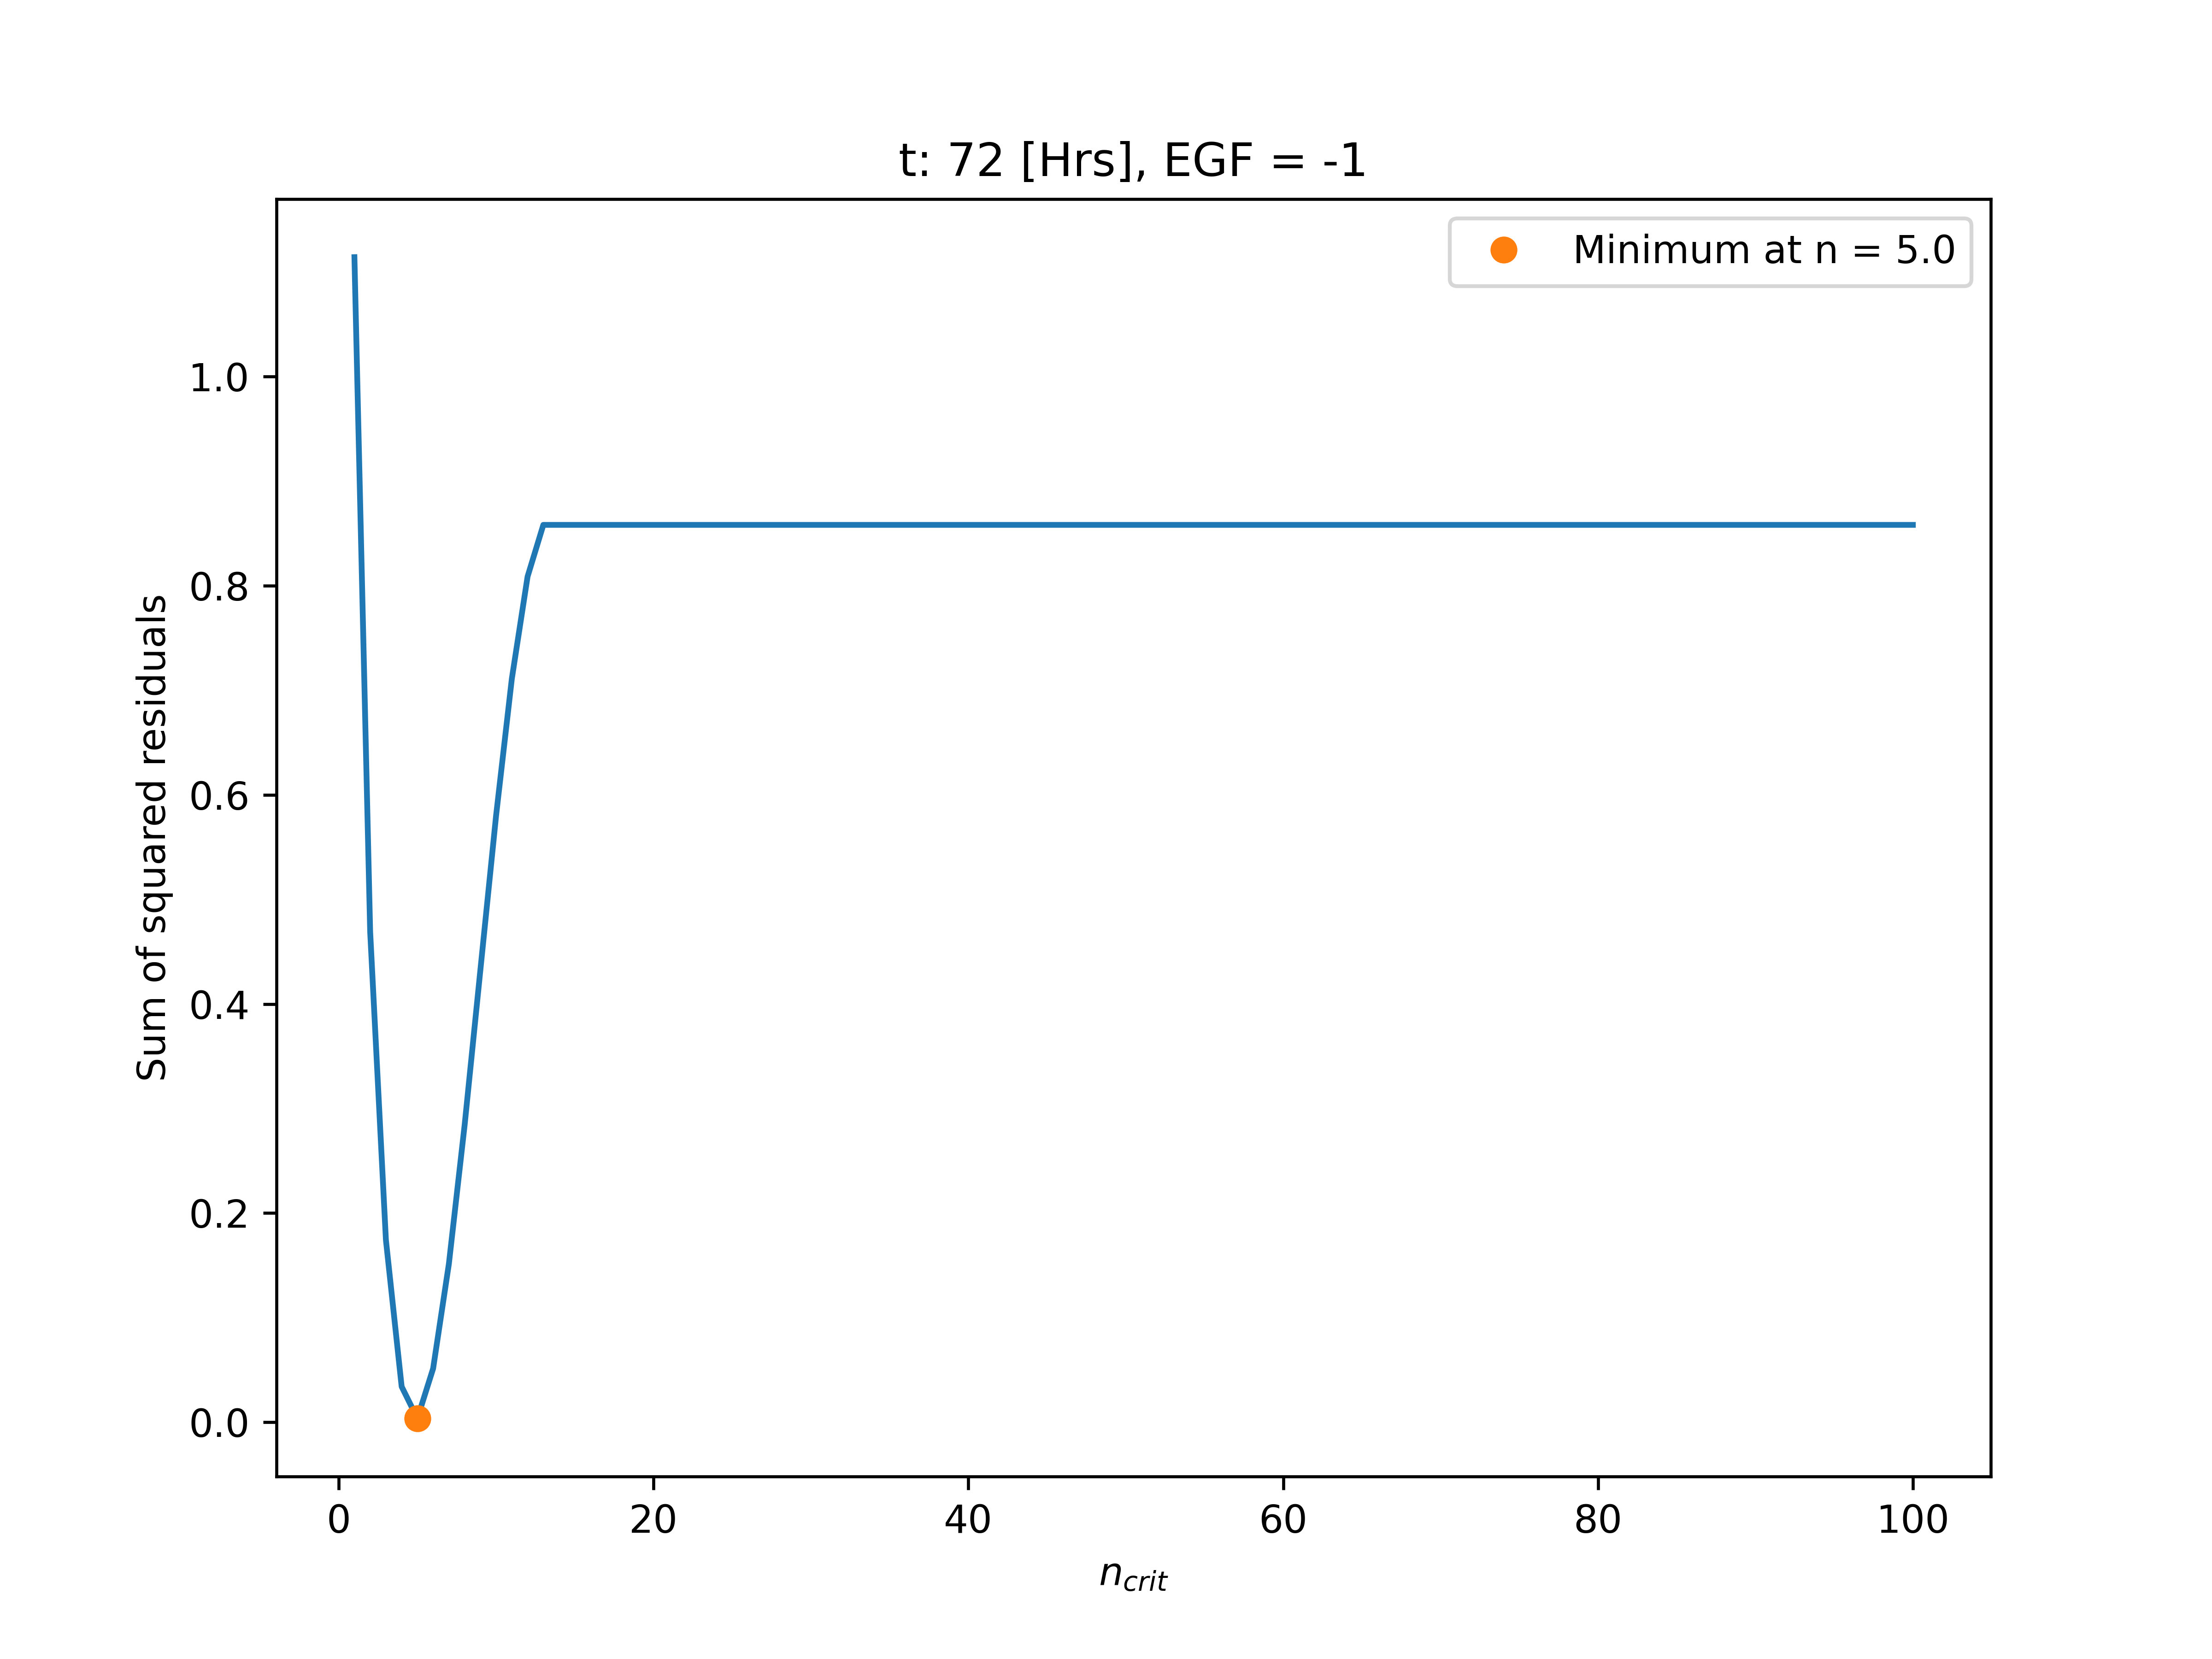 t: 72 [Hrs], EGF = -1
Minimum at n = 5.0
Sum of squared residuals
1.0
0.8
0.6
0.4
0.2
0.0
0 20 40 60 80 100
n_crit